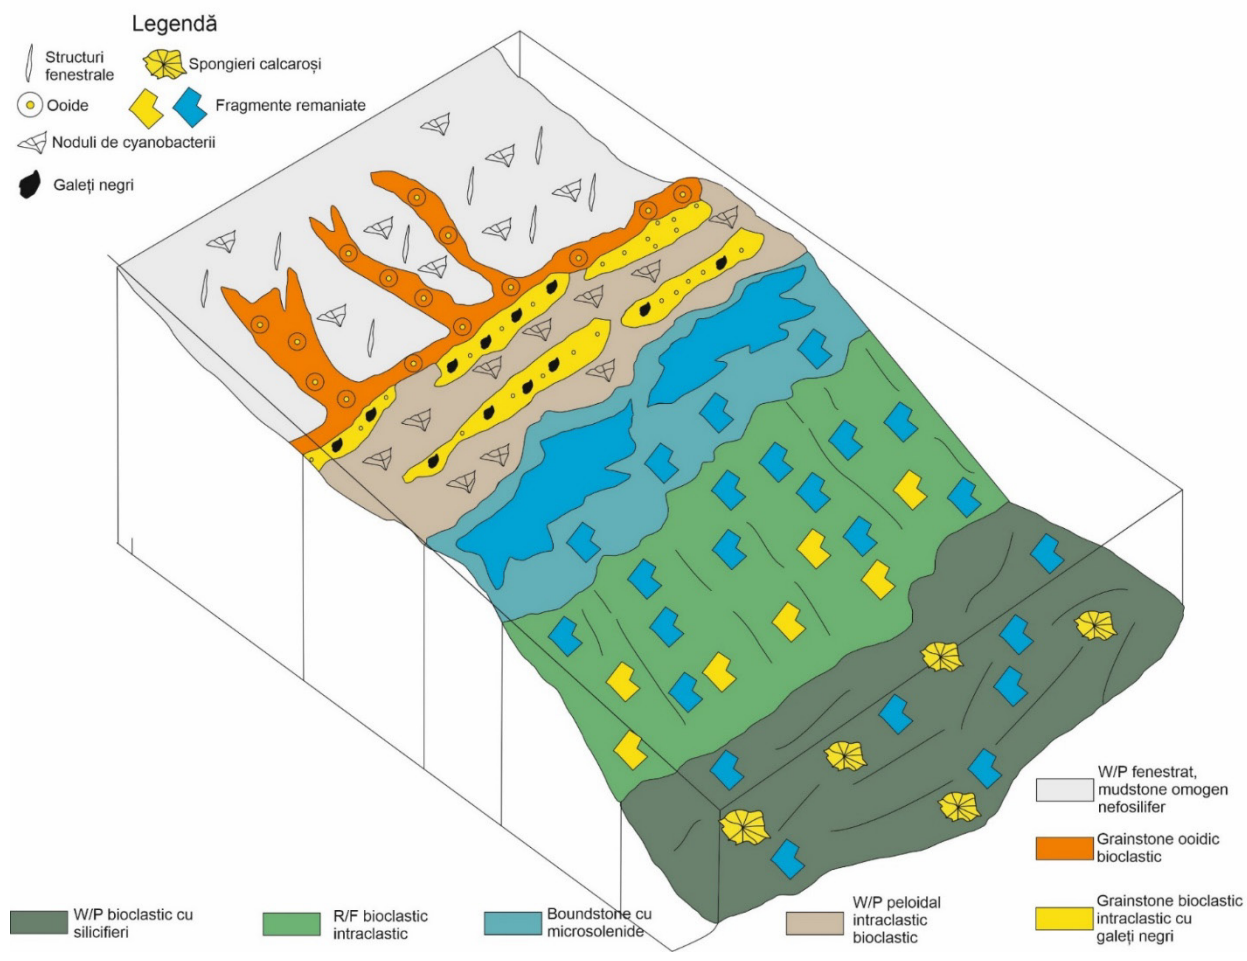 Legendă
Structuri
fenestrale
Spongieri calcaroși
Ooide
Fragmente remaniate
Noduli de cyanobacterii
Galeți negri
W/P fenestrat,
mudstone omogen
nefosilifer
Grainstone ooidic
bioclastic
W/P bioclastic cu
silicifieri
R/F bioclastic
intraclastic
Boundstone cu
microsolenide
W/P peloidal
intraclastic
bioclastic
Grainstone bioclastic
intraclastic cu
galeți negri